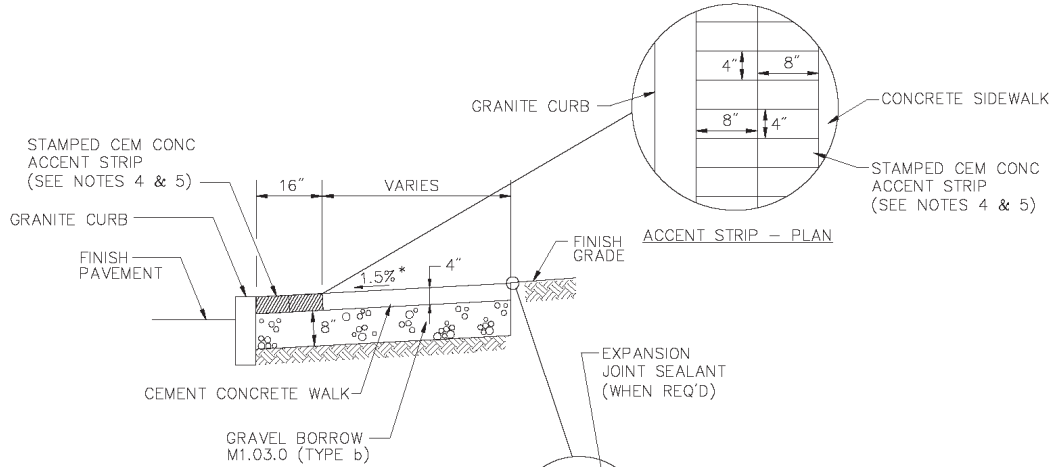 4"
8"
GRANITE CURB
CONCRETE SIDEWALK
8"
4"
STAMPED CEM CONC
ACCENT STRIP
(SEE NOTES 4 & 5)
STAMPED CEM CONC
ACCENT STRIP
(SEE NOTES 4 & 5)
16"
VARIES
GRANITE CURB
ACCENT STRIP – PLAN
FINISH
PAVEMENT
FINISH
GRADE
1.5%*
4"
8"
EXPANSION
JOINT SEALANT
(WHEN REQ'D)
CEMENT CONCRETE WALK
GRAVEL BORROW
M1.03.0 (TYPE b)